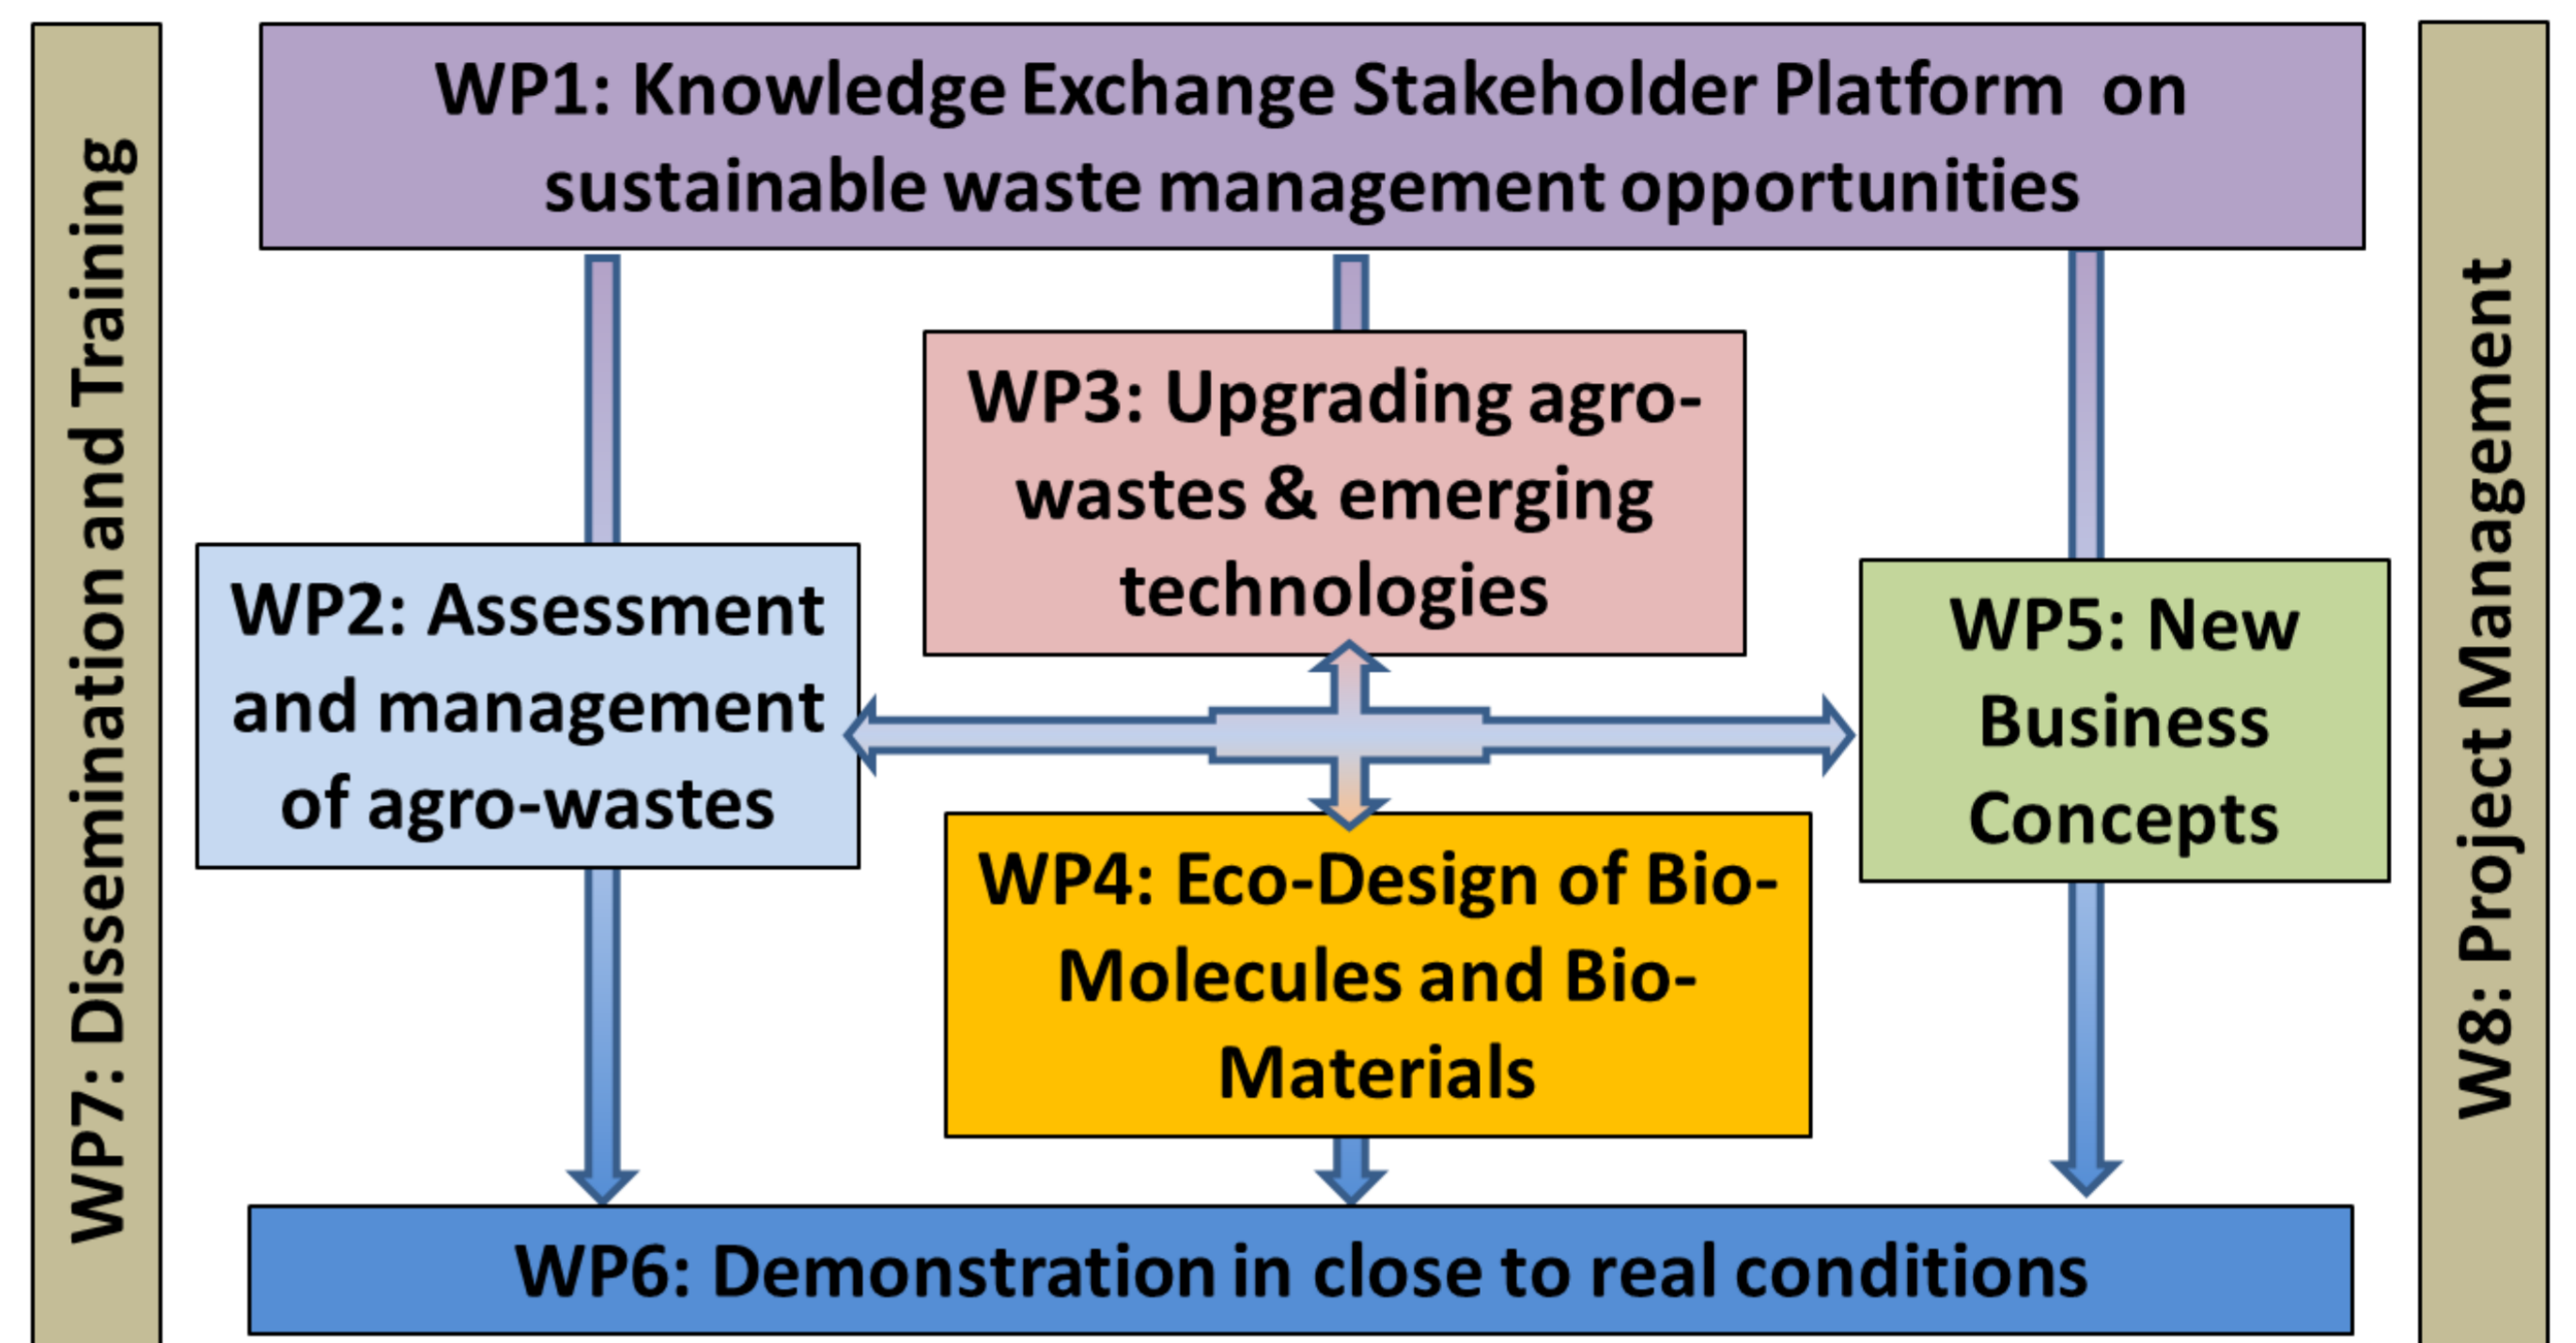 WP7: Dissemination and Training
WP1: Knowledge Exchange Stakeholder Platform on
sustainable waste management opportunities
WP3: Upgrading agro-
wastes & emerging
technologies
WP2: Assessment
and management
of agro-wastes
WP5: New
Business
Concepts
WP4: Eco-Design of Bio-
Molecules and Bio-
Materials
WP6: Demonstration in close to real conditions
W8: Project Management